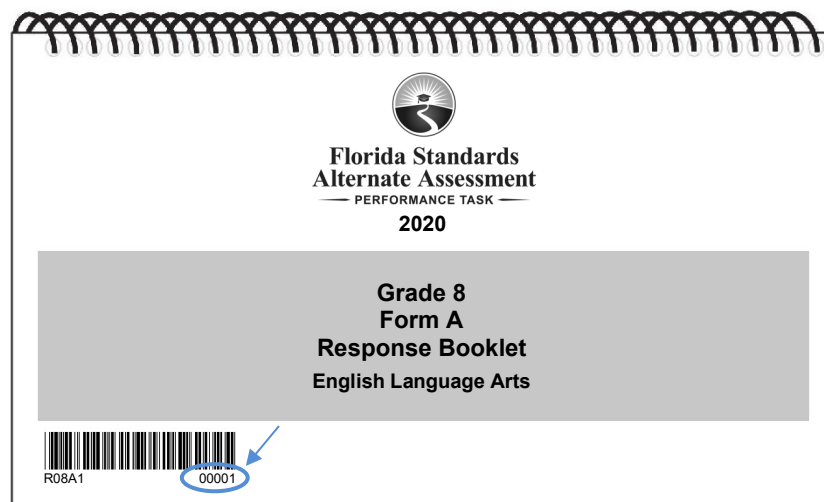 Florida Standards
Alternate Assessment
PERFORMANCE TASK
2020
Grade 8
Form A
Response Booklet
English Language Arts
R08A1 00001